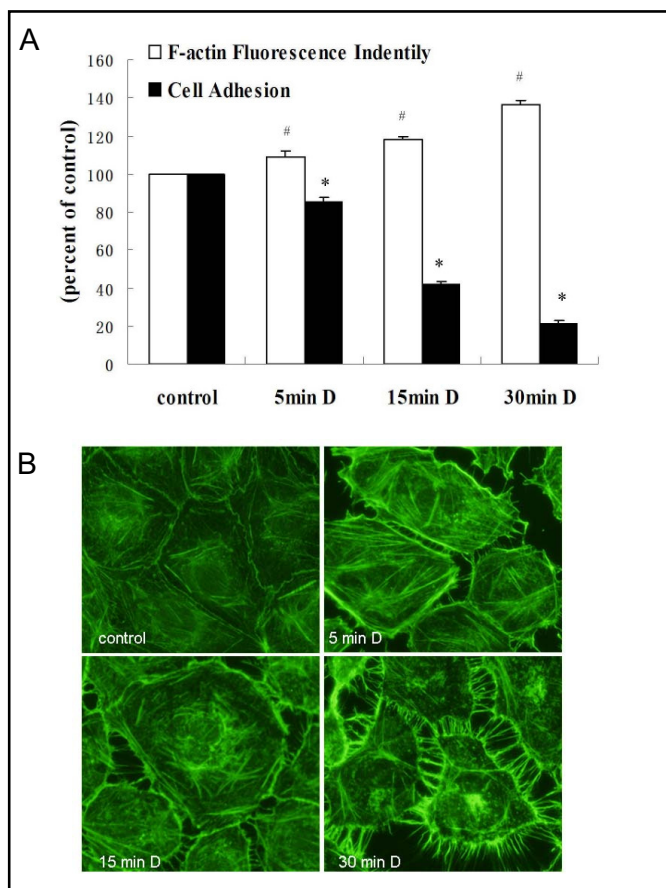 A
F-actin Fluorescence Indentily
Cell Adhesion
(percent of control)
160
140
120
100
80
60
40
20
0
#
*
#
*
#
*
control 5min D 15min D 30min D
B
control
5 min D
15 min D
30 min D